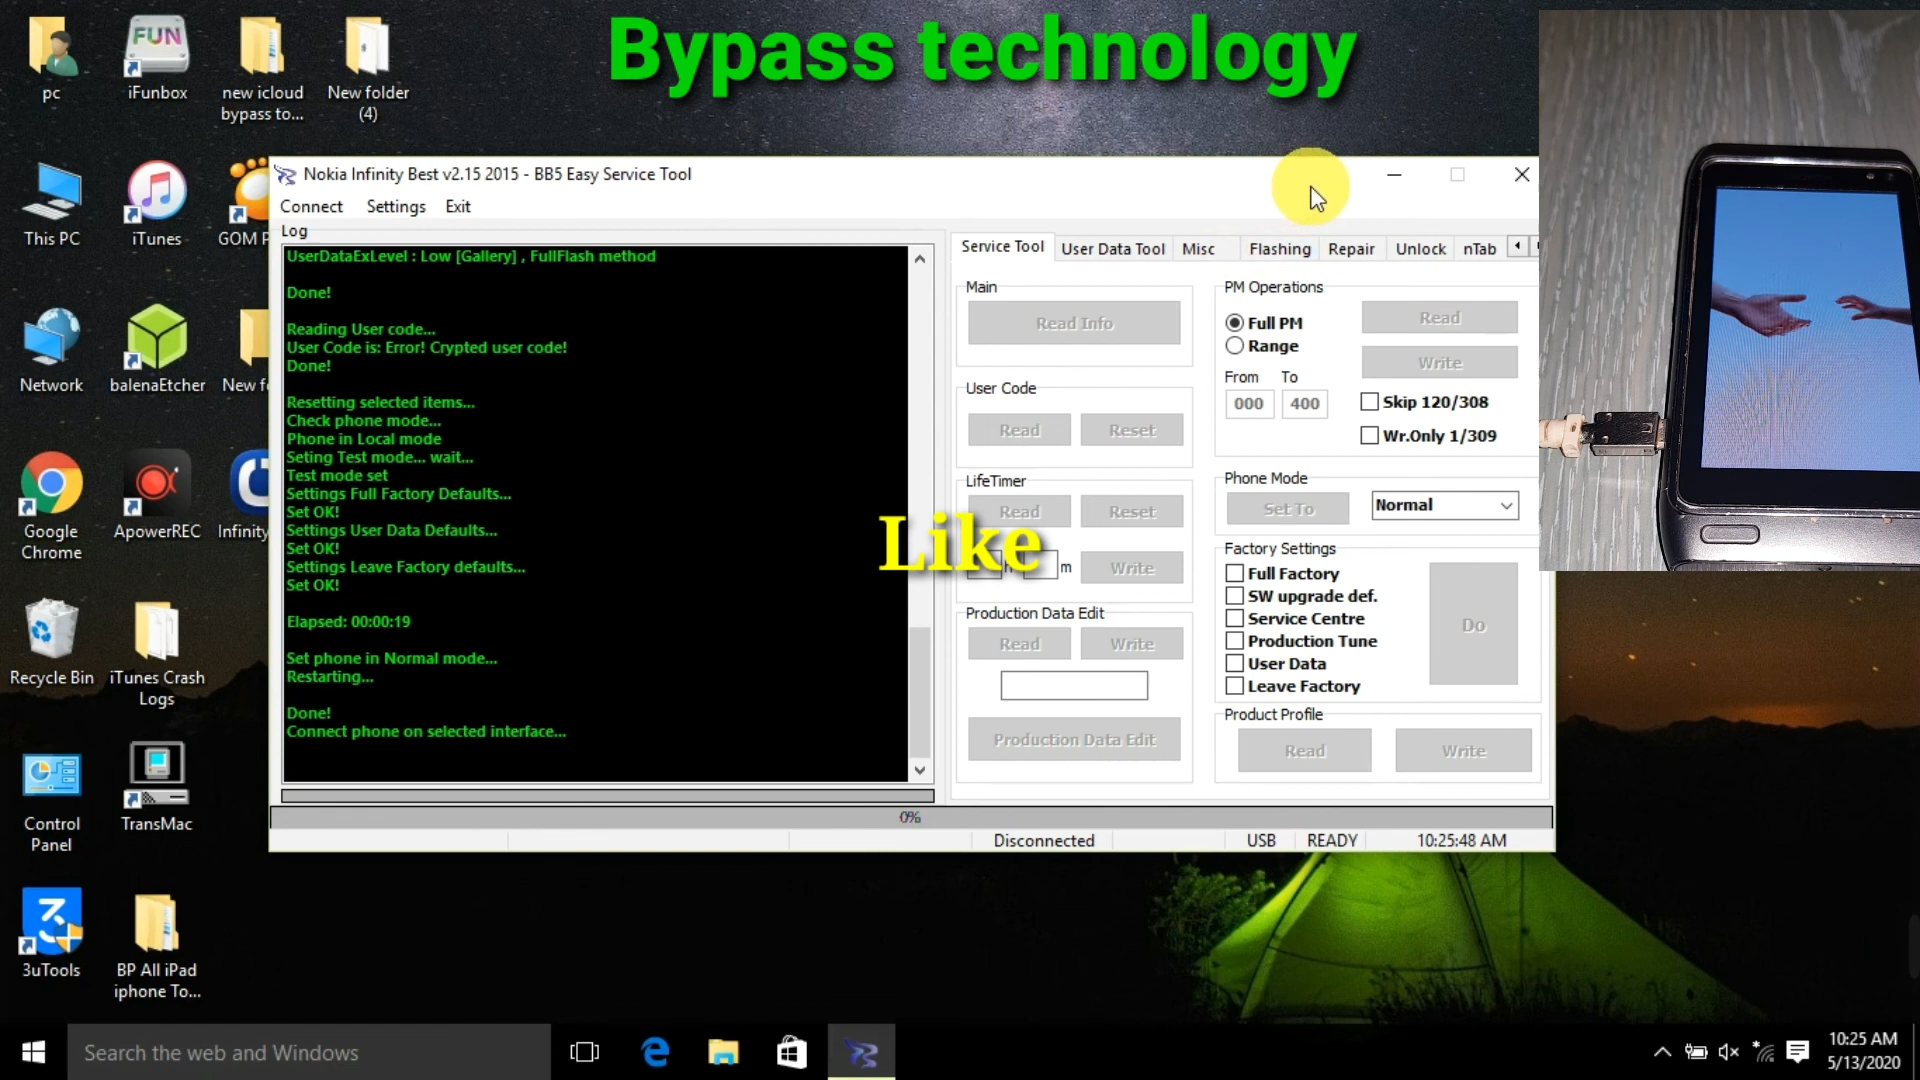 Bypass technology
pc
iFunbox
new icloud
bypass to...
New folder
(4)
This PC
iTunes
GOM P
Network
balenaEtcher
New fo
Google
Chrome
ApowerREC
Infinity
Recycle Bin
iTunes Crash
Logs
Control
Panel
TransMac
3uTools
BP All iPad
iphone To...
Nokia Infinity Best v2.15 2015 - BB5 Easy Service Tool
Connect Settings Exit
Log
UserDataExLevel : Low [Gallery] , FullFlash method
Done!
Reading User code...
User Code is: Error! Crypted user code!
Done!
Resetting selected items...
Check phone mode...
Phone in Local mode
Seting Test mode... wait...
Test mode set
Settings Full Factory Defaults...
Set OK!
Settings User Data Defaults...
Set OK!
Settings Leave Factory defaults...
Set OK!
Elapsed: 00:00:19
Set phone in Normal mode...
Restarting...
Done!
Connect phone on selected interface...
Service Tool User Data Tool Misc Flashing Repair Unlock nTab
Main
Read Info
User Code
Read Reset
LifeTimer
Read Reset
Like
m Write
Production Data Edit
Read Write
Production Data Edit
PM Operations
Full PM Read
Range Write
From To
000 400
Skip 120/308
Wr.Only 1/309
Phone Mode
Set To Normal
Factory Settings
Full Factory
SW upgrade def.
Service Centre
Production Tune
User Data
Leave Factory
Do
Product Profile
Read Write
0%
Disconnected USB READY 10:25:48 AM
Search the web and Windows
10:25 AM
5/13/2020